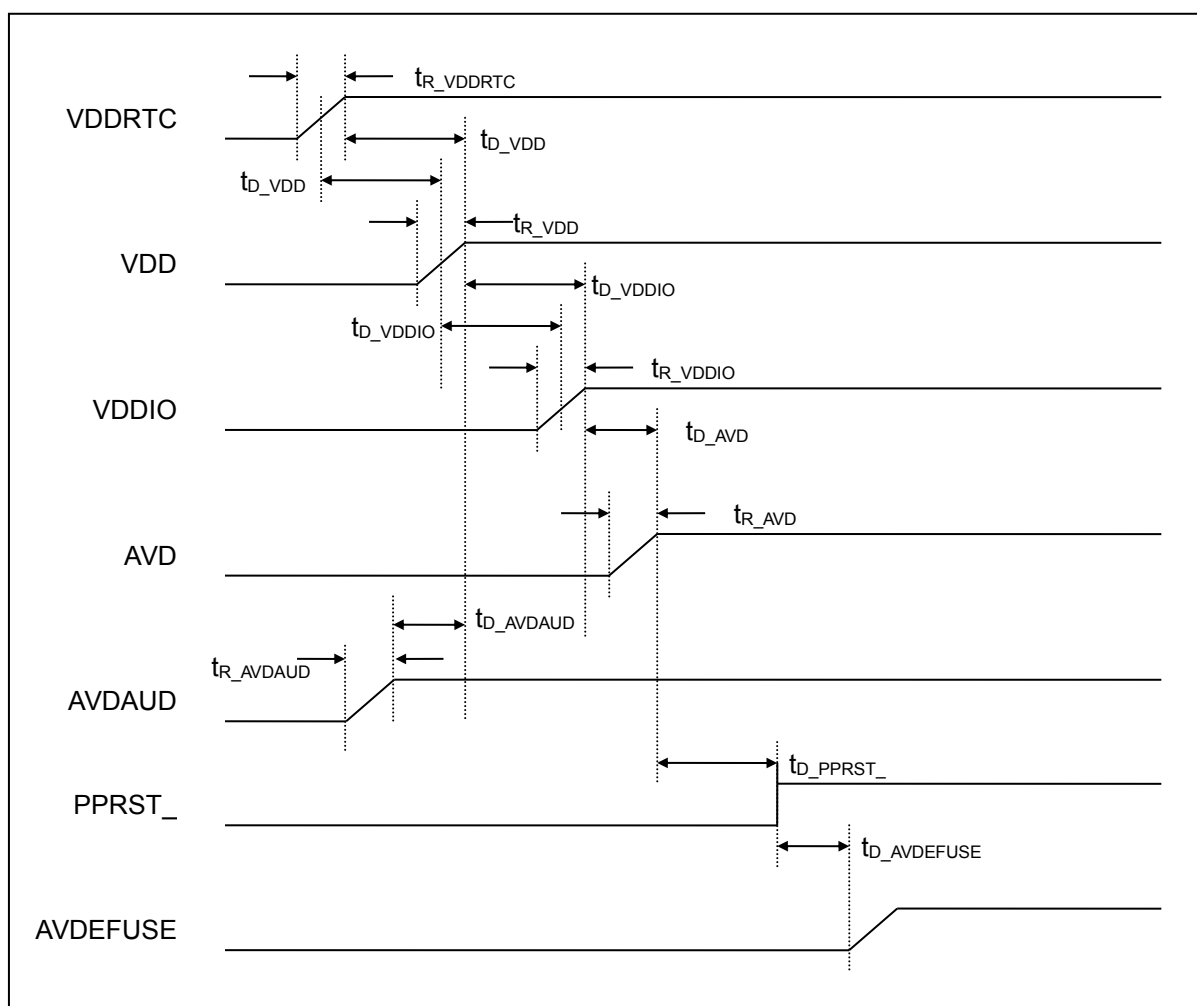 tR_VDDRTC
VDDRTC
tD_VDD
tD_VDD
tR_VDD
VDD
tD_VDDIO
tD_VDDIO
tR_VDDIO
VDDIO
tD_AVD
tR_AVD
AVD
tD_AVDAUD
tR_AVDAUD
AVDAUD
tD_PPRST_
PPRST_
tD_AVDEFUSE
AVDEFUSE